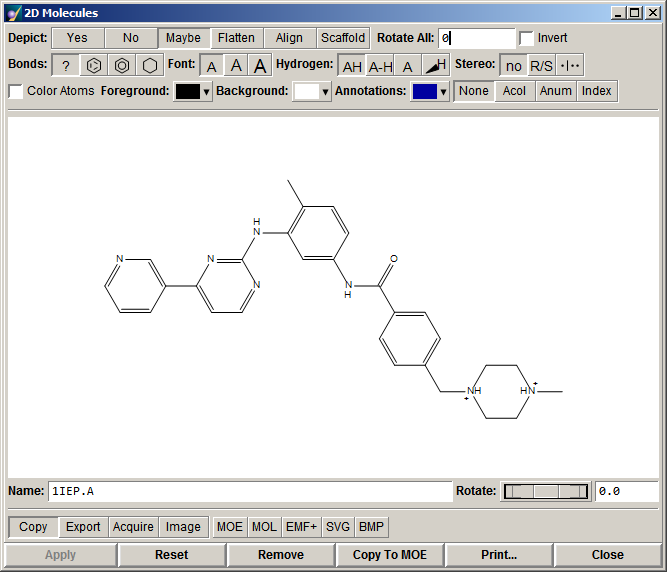 2D Molecules
Depict: Yes No Maybe Flatten Align Scaffold Rotate All: 0 Invert
Bonds: ? Font: A A A Hydrogen: AH A-H A H Stereo: no R/S
Color Atoms Foreground: Background: Annotations: None Acol Anum Index
H
N
N
N
N
O
N
H
NH
+
HN
+
Name: 1IEP.A Rotate: 0.0
Copy Export Acquire Image MOE MOL EMF+ SVG BMP
Apply Reset Remove Copy To MOE Print... Close